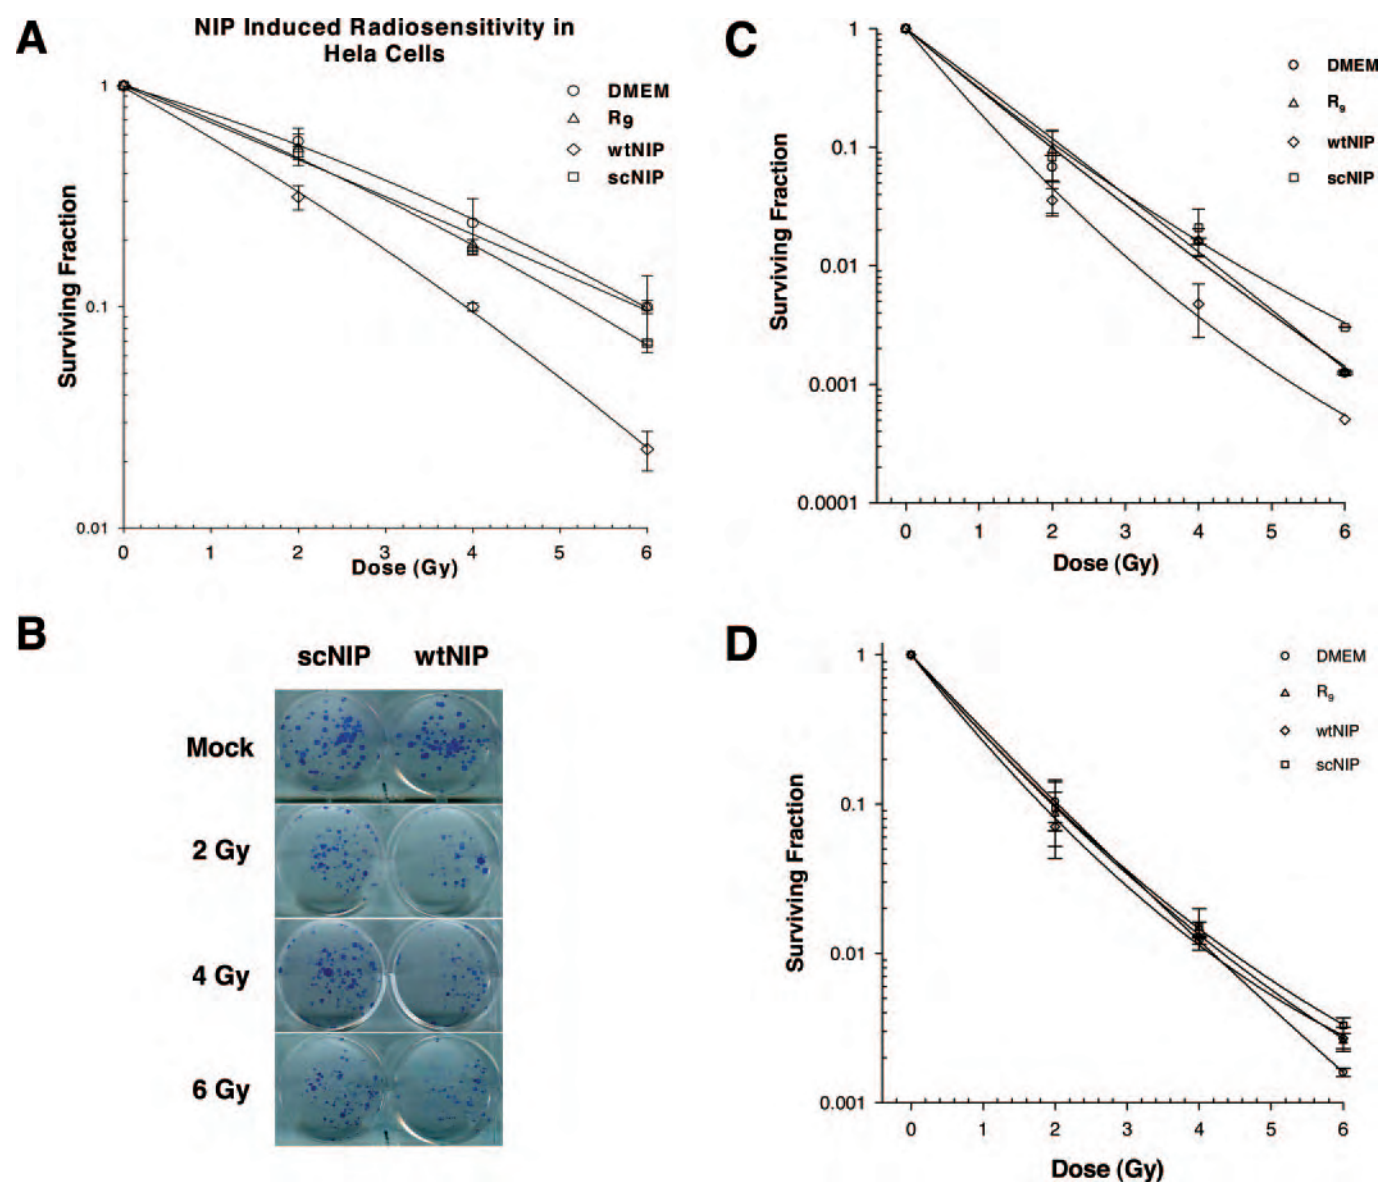 A
NIP Induced Radiosensitivity in
Hela Cells
DMEM
R9
wtNIP
scNIP
Surviving Fraction
1
0.1
0.01
0 1 2 3 4 5 6
Dose (Gy)
B
scNIP wtNIP
Mock
2 Gy
4 Gy
6 Gy
C
DMEM
R9
wtNIP
scNIP
Surviving Fraction
1
0.1
0.01
0.001
0.0001
0 1 2 3 4 5 6
Dose (Gy)
D
DMEM
R9
wtNIP
scNIP
Surviving Fraction
1
0.1
0.01
0.001
0 1 2 3 4 5 6
Dose (Gy)